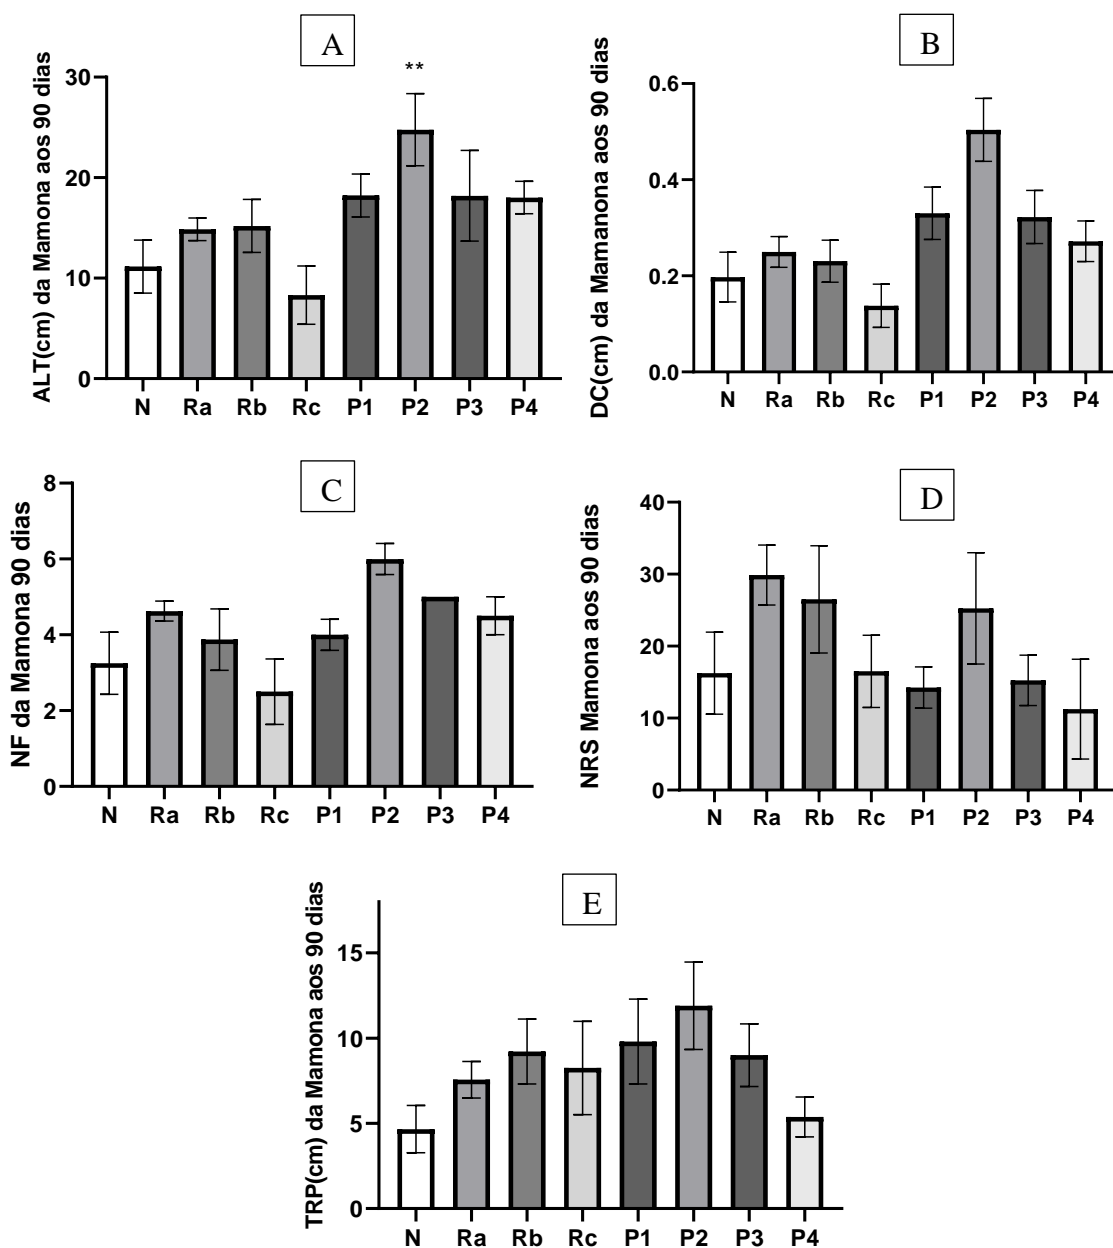 A
ALT(cm) da Mamona aos 90 dias
30
20
10
0
**
N Ra Rb Rc P1 P2 P3 P4
B
DC(cm) da Mamanona aos 90 dias
0.6
0.4
0.2
0.0
N Ra Rb Rc P1 P2 P3 P4
C
NF da Mamona 90 dias
8
6
4
2
0
N Ra Rb Rc P1 P2 P3 P4
D
NRS Mamona aos 90 dias
40
30
20
10
0
N Ra Rb Rc P1 P2 P3 P4
E
TRP(cm) da Mamona aos 90 dias
15
10
5
0
N Ra Rb Rc P1 P2 P3 P4